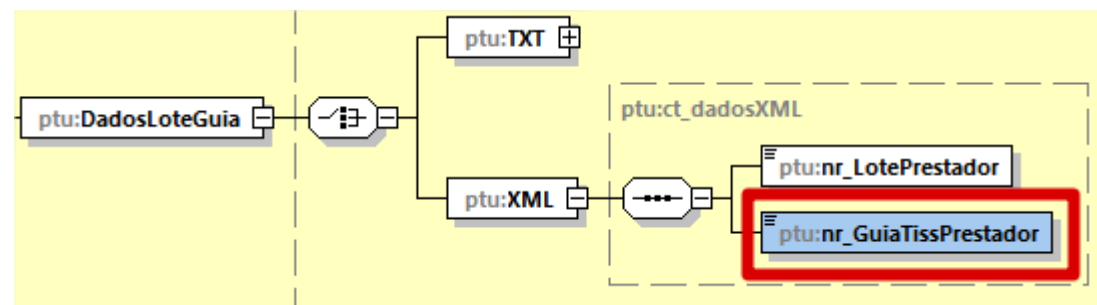 ptu:TXT
ptu:DadosLoteGuia
ptu:ct_dadosXML
ptu:nr_LotePrestador
ptu:XML
ptu:nr_GuiaTissPrestador